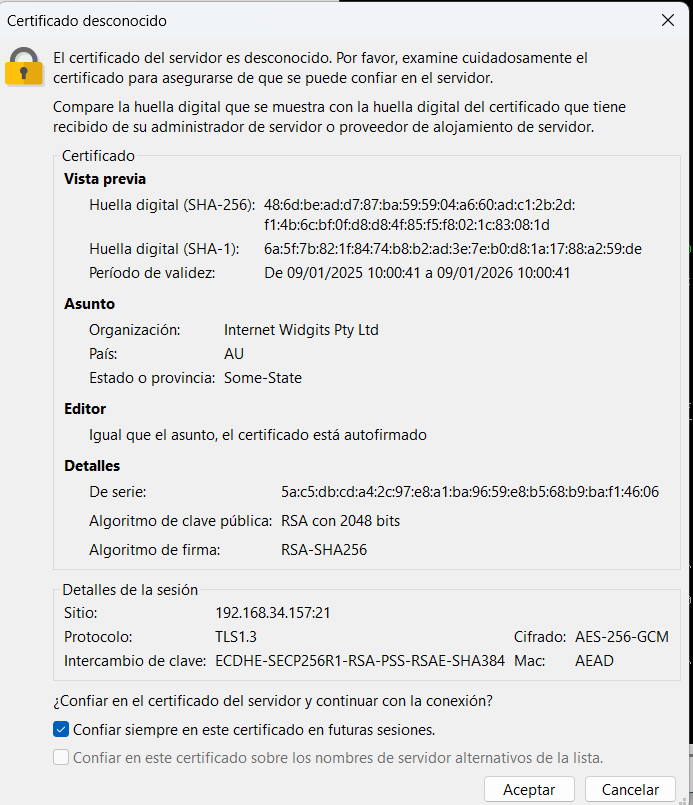 Certificado desconocido
El certificado del servidor es desconocido. Por favor, examine cuidadosamente el
certificado para asegurarse de que se puede confiar en el servidor.
Compare la huella digital que se muestra con la huella digital del certificado que tiene
recibido de su administrador de servidor o proveedor de alojamiento de servidor.
Certificado
Vista previa
Huella digital (SHA-256): 48:6d:be:ad:d7:87:ba:59:59:04:a6:60:ad:c1:2b:2d:
f1:4b:6c:bf:0f:d8:d8:4f:85:f5:f8:02:1c:83:08:1d
Huella digital (SHA-1): 6a:5f:7b:82:1f:84:74:b8:b2:ad:3e:7e:b0:d8:1a:17:88:a2:59:de
Período de validez: De 09/01/2025 10:00:41 a 09/01/2026 10:00:41
Asunto
Organización: Internet Widgits Pty Ltd
País: AU
Estado o provincia: Some-State
Editor
Igual que el asunto, el certificado está autofirmado
Detalles
De serie: 5a:c5:db:cd:a4:2c:97:e8:a1:ba:96:59:e8:b5:68:b9:ba:f1:46:06
Algoritmo de clave pública: RSA con 2048 bits
Algoritmo de firma: RSA-SHA256
Detalles de la sesión
Sitio: 192.168.34.157:21
Protocolo: TLS1.3 Cifrado: AES-256-GCM
Intercambio de clave: ECDHE-SECP256R1-RSA-PSS-RSAE-SHA384 Mac: AEAD
¿Confiar en el certificado del servidor y continuar con la conexión?
Confiar siempre en este certificado en futuras sesiones.
Confiar en este certificado sobre los nombres de servidor alternativos de la lista.
Aceptar Cancelar